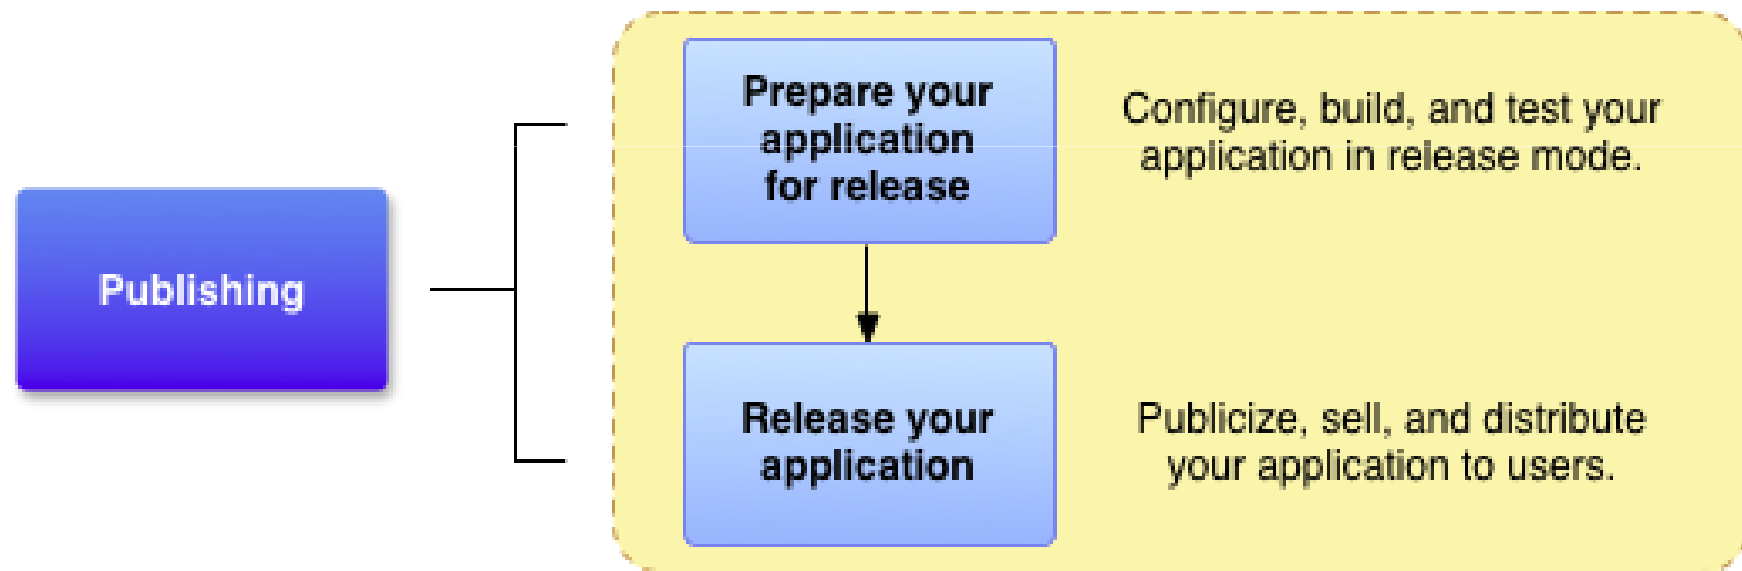 Publishing
Prepare your
application
for release
Configure, build, and test your
application in release mode.
Release your
application
Publicize, sell, and distribute
your application to users.